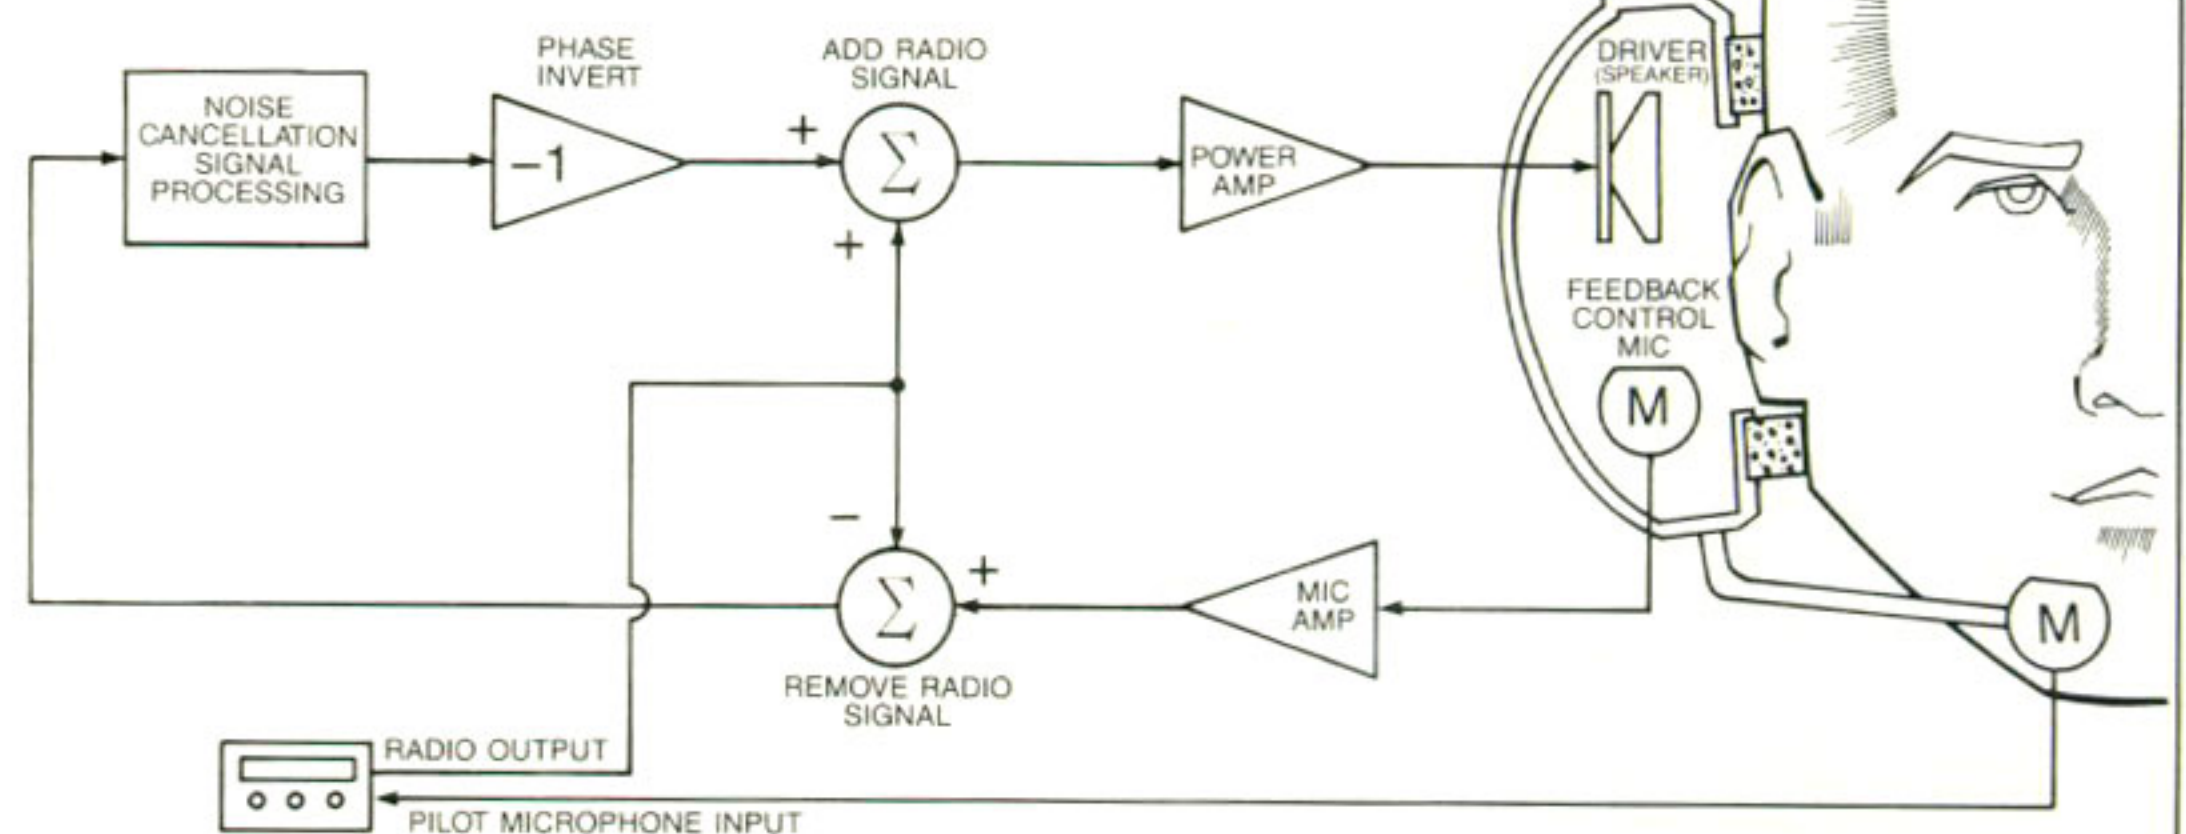 PHASE
INVERT
ADD RADIO
SIGNAL
DRIVER
(SPEAKER)
NOISE
CANCELLATION
SIGNAL
PROCESSING
−1
+
Σ
+
POWER
AMP
FEEDBACK
CONTROL
MIC
M
−
Σ
+
MIC
AMP
M
REMOVE RADIO
SIGNAL
RADIO OUTPUT
PILOT MICROPHONE INPUT